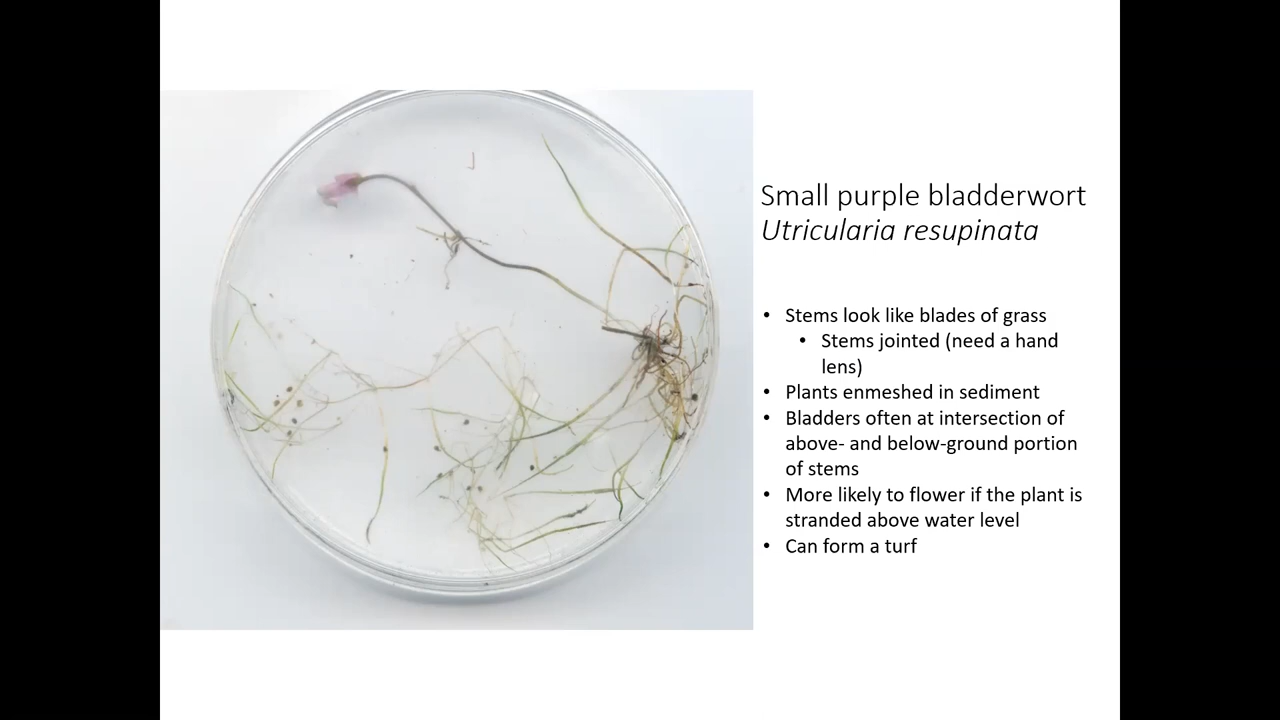 Small purple bladderwort
Utricularia resupinata
• Stems look like blades of grass
• Stems jointed (need a hand
lens)
• Plants enmeshed in sediment
• Bladders often at intersection of
above- and below-ground portion
of stems
• More likely to flower if the plant is
stranded above water level
• Can form a turf